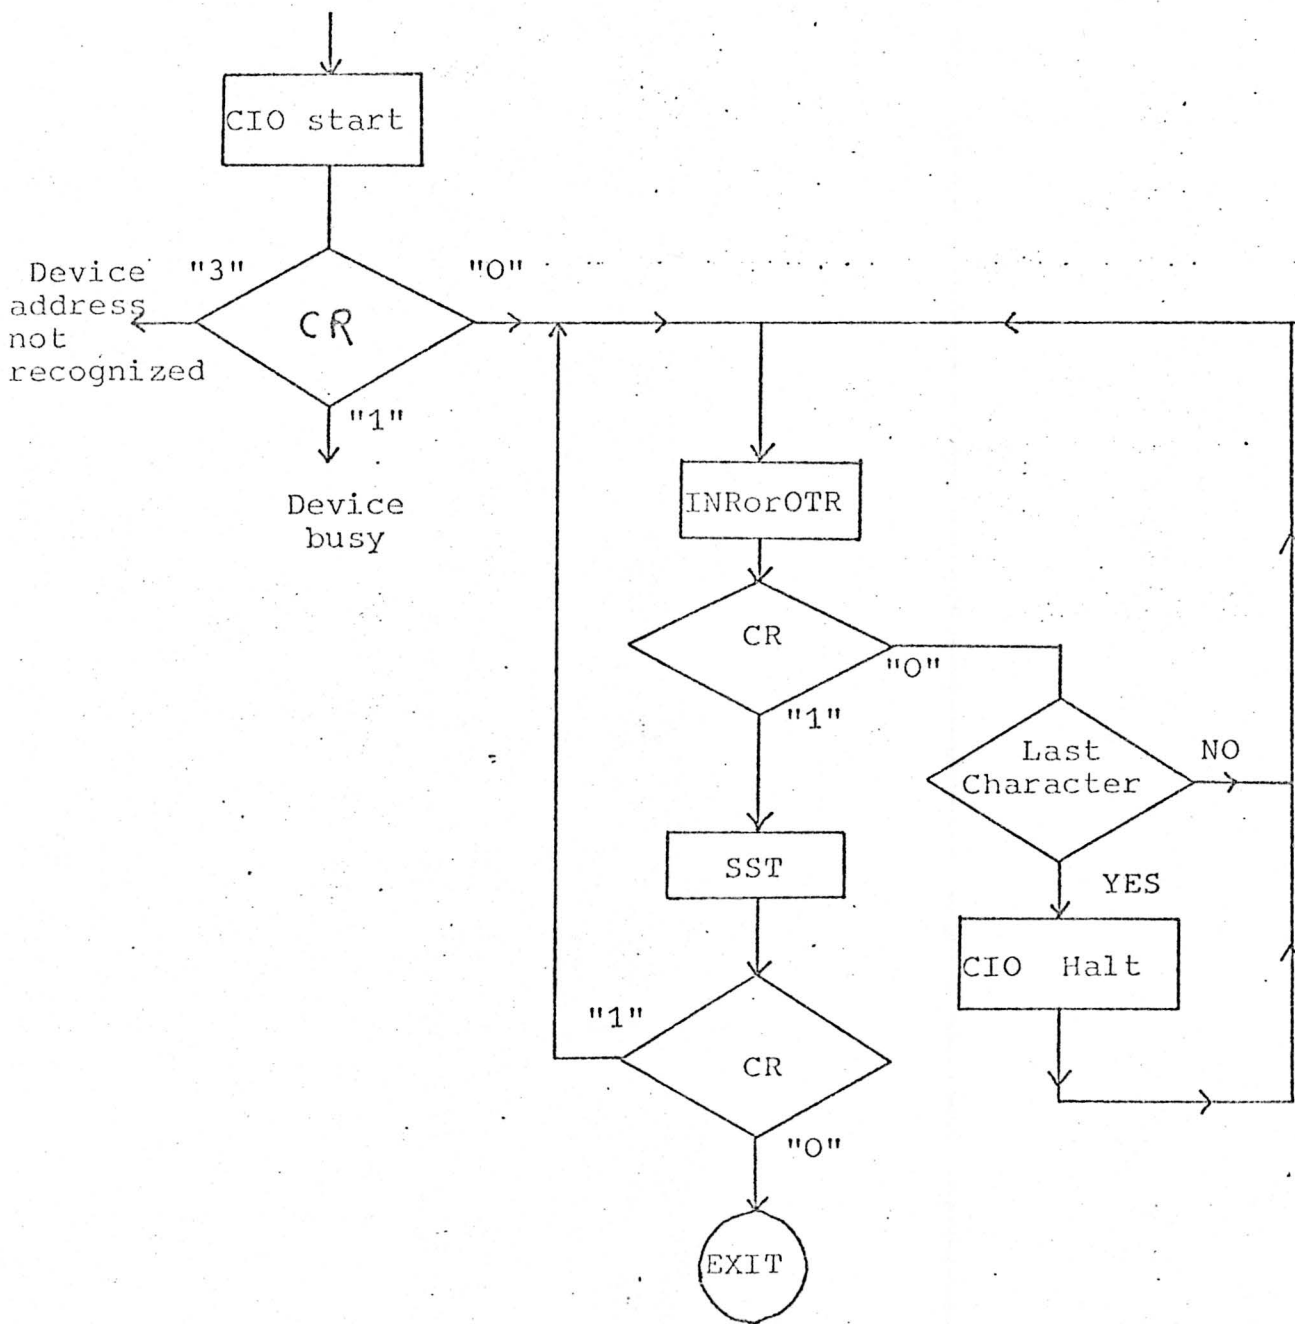 CIO start
Device
address
not
recognized
"3"
CR
"0"
"1"
Device
busy
INRorOTR
CR
"0"
"1"
Last
Character
NO
YES
SST
CIO Halt
"1"
CR
"0"
EXIT